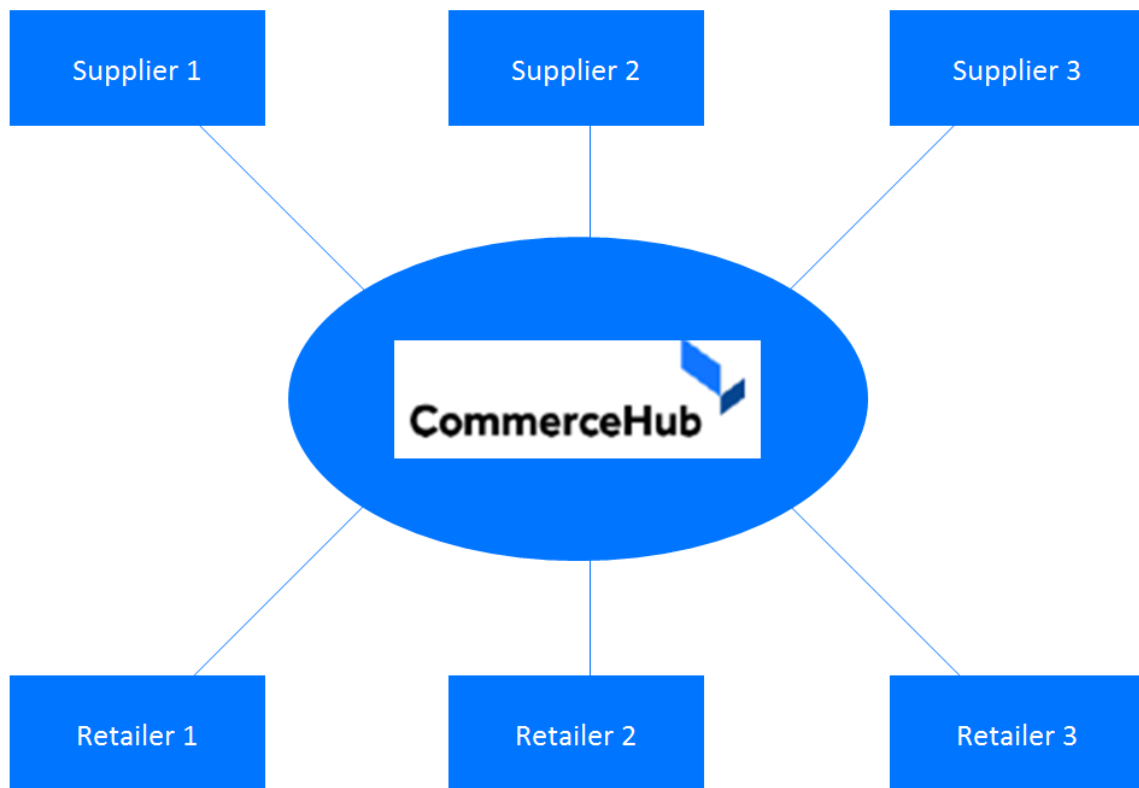 Supplier 1
Supplier 2
Supplier 3
CommerceHub
Retailer 1
Retailer 2
Retailer 3